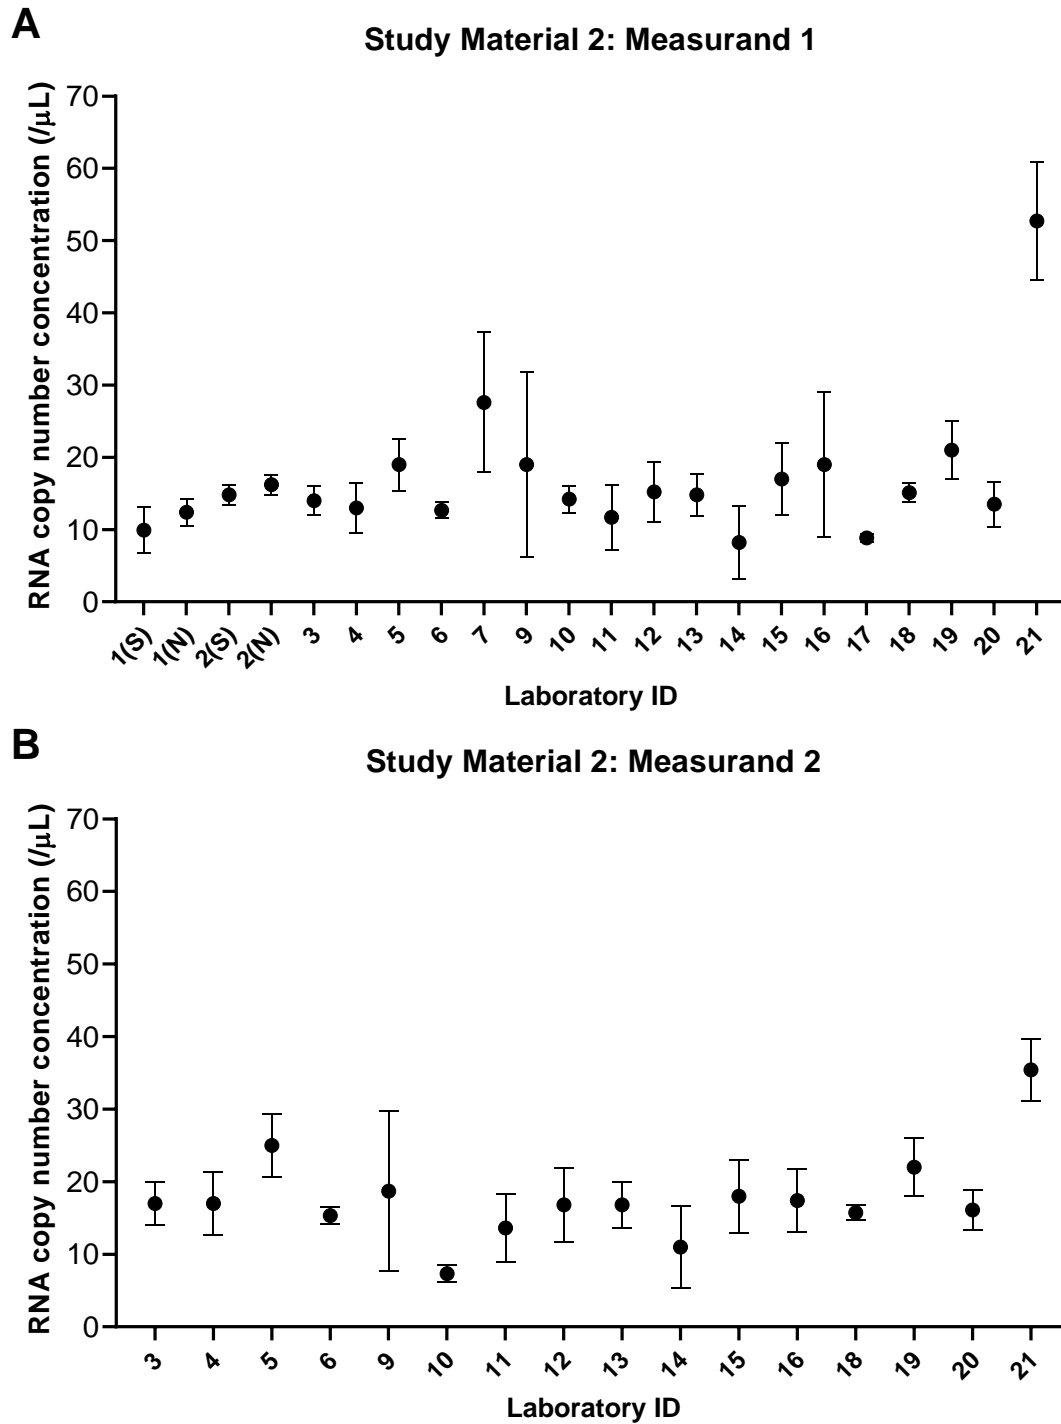 A
Study Material 2: Measurand 1
RNA copy number concentration (/μL)
70
60
50
40
30
20
10
0
1(S) 1(N) 2(S) 2(N) 3 4 5 6 7 9 10 11 12 13 14 15 16 17 18 19 20 21
Laboratory ID
B
Study Material 2: Measurand 2
RNA copy number concentration (/μL)
70
60
50
40
30
20
10
0
3 4 5 6 9 10 11 12 13 14 15 16 18 19 20 21
Laboratory ID